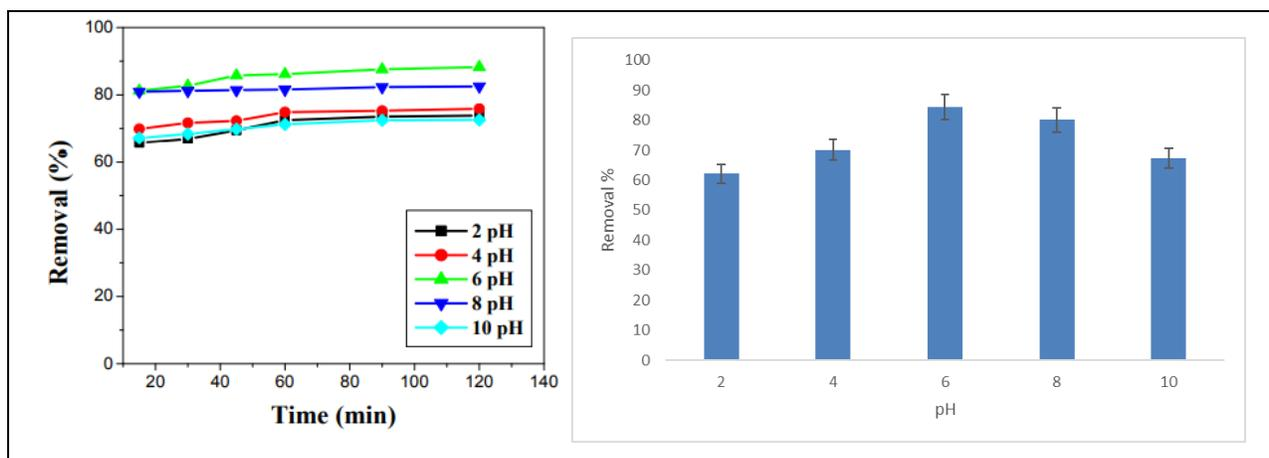 100
80
60
40
20
0
Removal (%)
20 40 60 80 100 120 140
Time (min)
2 pH
4 pH
6 pH
8 pH
10 pH
100
90
80
70
60
50
40
30
20
10
0
Removal %
2 4 6 8 10
pH